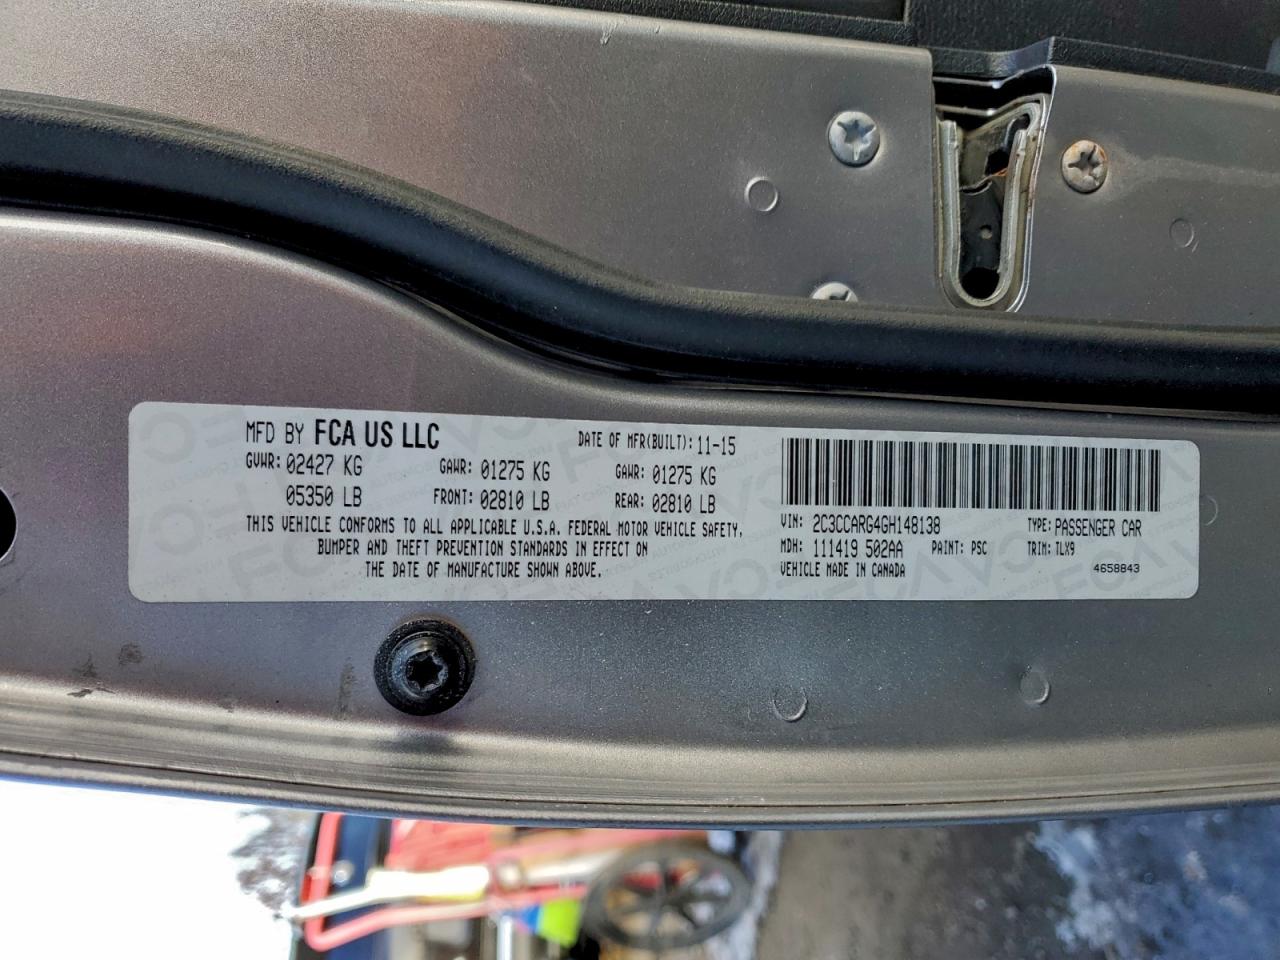 MFD BY FCA US LLC DATE OF MFR(BUILT): 11-15
GVWR: 02427 KG GAWR: 01275 KG GAWR: 01275 KG
05350 LB FRONT: 02810 LB REAR: 02810 LB
THIS VEHICLE CONFORMS TO ALL APPLICABLE U.S.A. FEDERAL MOTOR VEHICLE SAFETY,
BUMPER AND THEFT PREVENTION STANDARDS IN EFFECT ON
THE DATE OF MANUFACTURE SHOWN ABOVE.
VIN: 2C3CCARG4GH148138 TYPE: PASSENGER CAR
MDH: 111419 502AA PAINT: PSC TRIM: TLX9
VEHICLE MADE IN CANADA 4658843